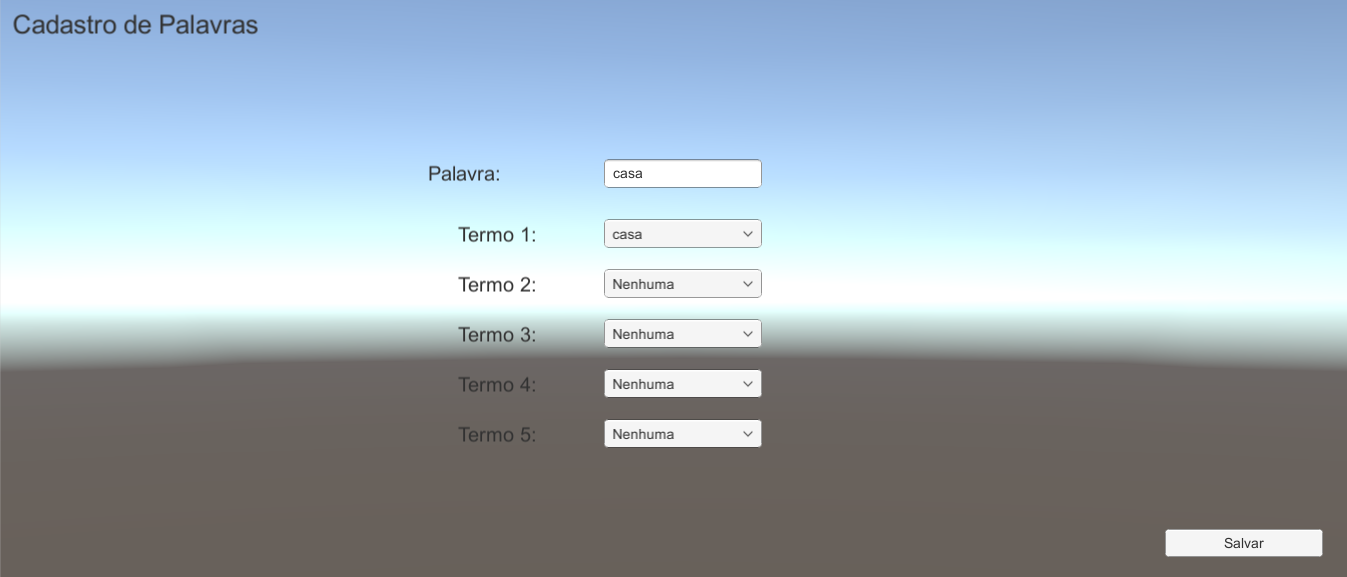 Cadastro de Palavras
Palavra: casa
Termo 1: casa
Termo 2: Nenhuma
Termo 3: Nenhuma
Termo 4: Nenhuma
Termo 5: Nenhuma
Salvar